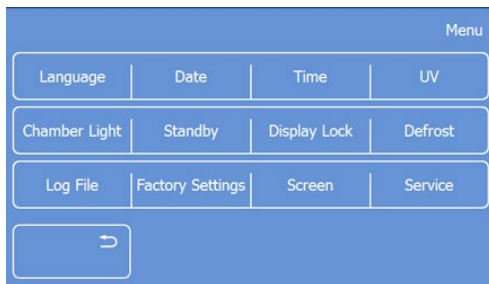 Menu
Language Date Time UV
Chamber Light Standby Display Lock Defrost
Log File Factory Settings Screen Service